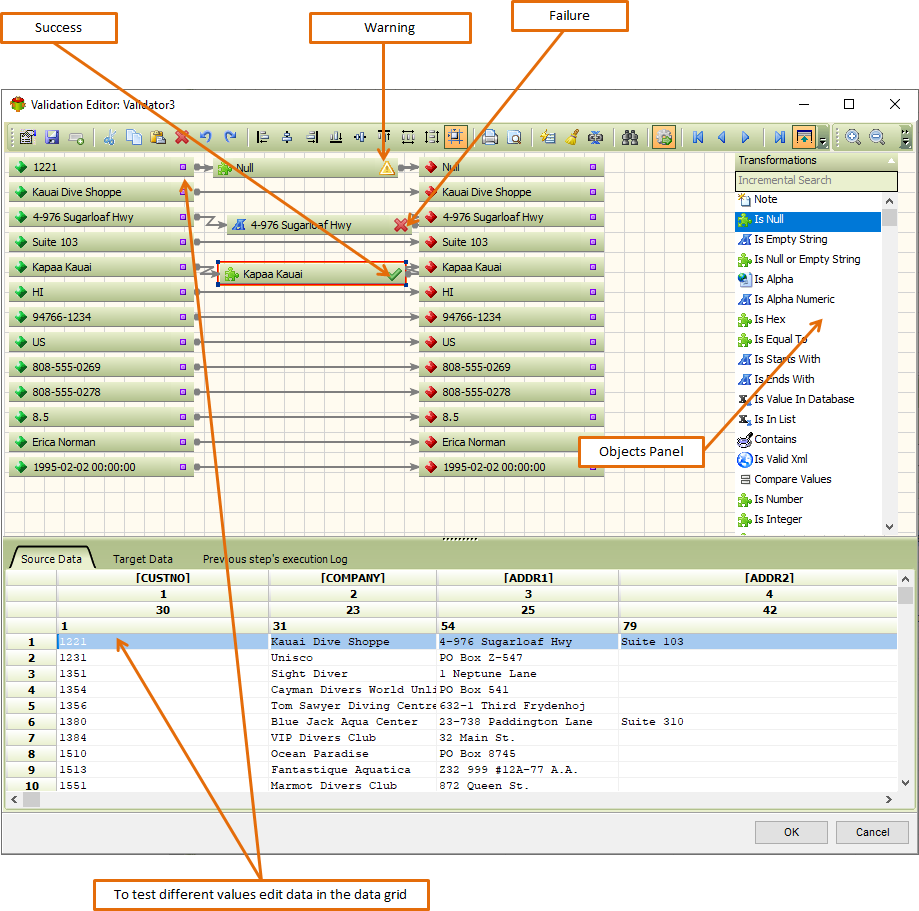 Success
Warning
Failure
Validation Editor: Validator3
1221
Null
Null
Kauai Dive Shoppe
Kauai Dive Shoppe
4-976 Sugarloaf Hwy
4-976 Sugarloaf Hwy
4-976 Sugarloaf Hwy
Suite 103
Suite 103
Kapaa Kauai
Kapaa Kauai
Kapaa Kauai
HI
HI
94766-1234
94766-1234
US
US
808-555-0269
808-555-0269
808-555-0278
808-555-0278
8.5
8.5
Erica Norman
Erica Norman
1995-02-02 00:00:00
1995-02-02 00:00:00
Transformations
Incremental Search
Note
Is Null
Is Empty String
Is Null or Empty String
Is Alpha
Is Alpha Numeric
Is Hex
Is Equal To
Is Starts With
Is Ends With
Is Value In Database
Is In List
Contains
Is Valid Xml
Compare Values
Is Number
Is Integer
Objects Panel
Source Data Target Data Previous step's execution Log
[CUSTNO] [COMPANY] [ADDR1] [ADDR2]
1 2 3 4
30 23 25 42
1 31 54 79
1 1221 Kauai Dive Shoppe 4-976 Sugarloaf Hwy Suite 103
2 1231 Unisco PO Box Z-547
3 1351 Sight Diver 1 Neptune Lane
4 1354 Cayman Divers World Unli PO Box 541
5 1356 Tom Sawyer Diving Centre 632-1 Third Frydenhoj
6 1380 Blue Jack Aqua Center 23-738 Paddington Lane Suite 310
7 1384 VIP Divers Club 32 Main St.
8 1510 Ocean Paradise PO Box 8745
9 1513 Fantastique Aquatica Z32 999 #12A-77 A.A.
10 1551 Marmot Divers Club 872 Queen St.
OK Cancel
To test different values edit data in the data grid